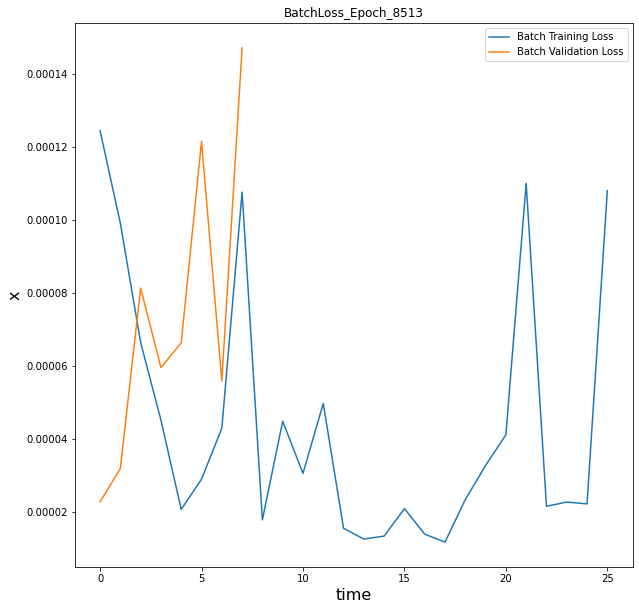 BatchLoss_Epoch_8513
Batch Training Loss
Batch Validation Loss
0.00014
0.00012
0.00010
0.00008
0.00006
0.00004
0.00002
x
0 5 10 15 20 25
time